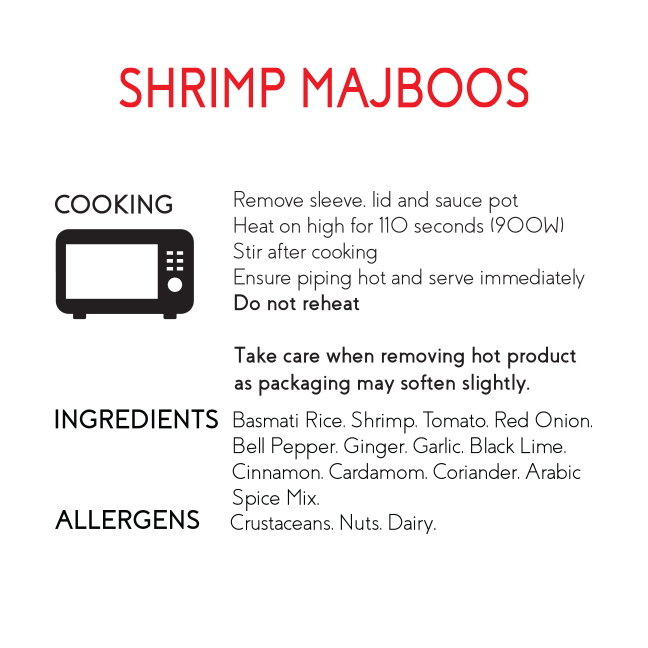 SHRIMP MAJBOOS
COOKING
Remove sleeve. lid and sauce pot
Heat on high for 110 seconds (900W)
Stir after cooking
Ensure piping hot and serve immediately
Do not reheat
Take care when removing hot product
as packaging may soften slightly.
INGREDIENTS
Basmati Rice. Shrimp. Tomato. Red Onion.
Bell Pepper. Ginger. Garlic. Black Lime.
Cinnamon. Cardamom. Coriander. Arabic
Spice Mix.
ALLERGENS
Crustaceans. Nuts. Dairy.